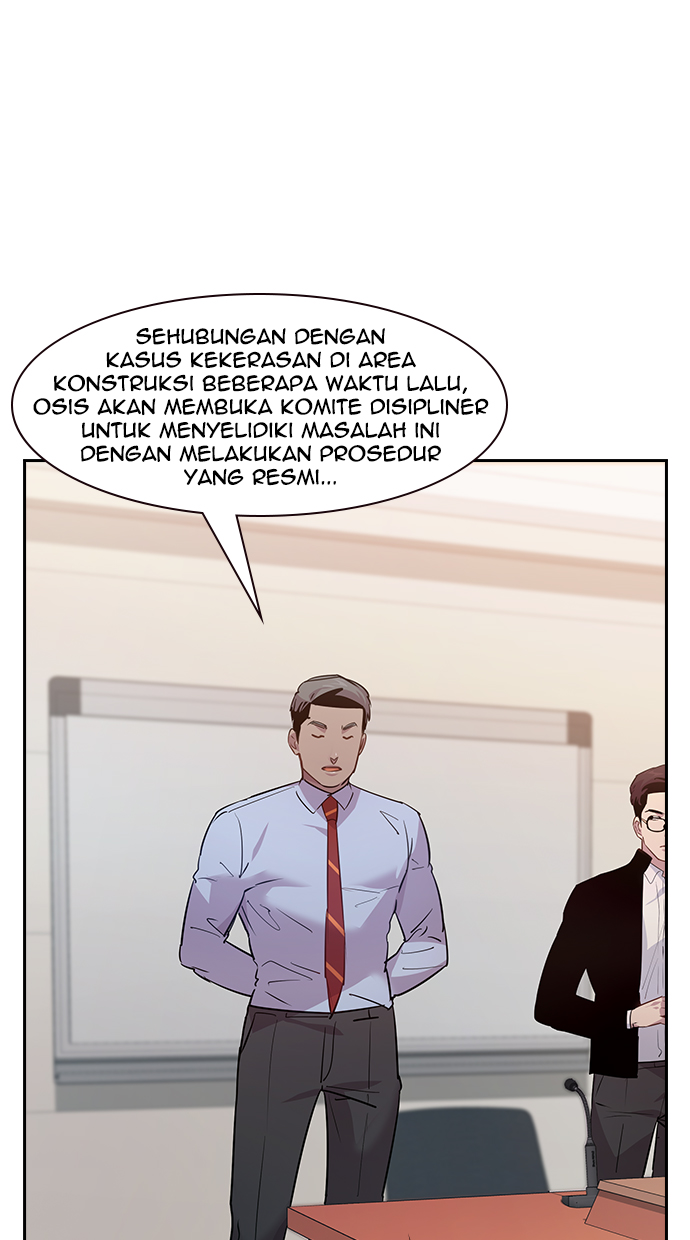 SEHUBUNGAN DENGAN
KASUS KEKERASAN DI AREA
KONSTRUKSI BEBERAPA WAKTU LALU,
OSIS AKAN MEMBUKA KOMITE DISIPLINER
UNTUK MENYELIDIKI MASALAH INI
DENGAN MELAKUKAN PROSEDUR
YANG RESMI...